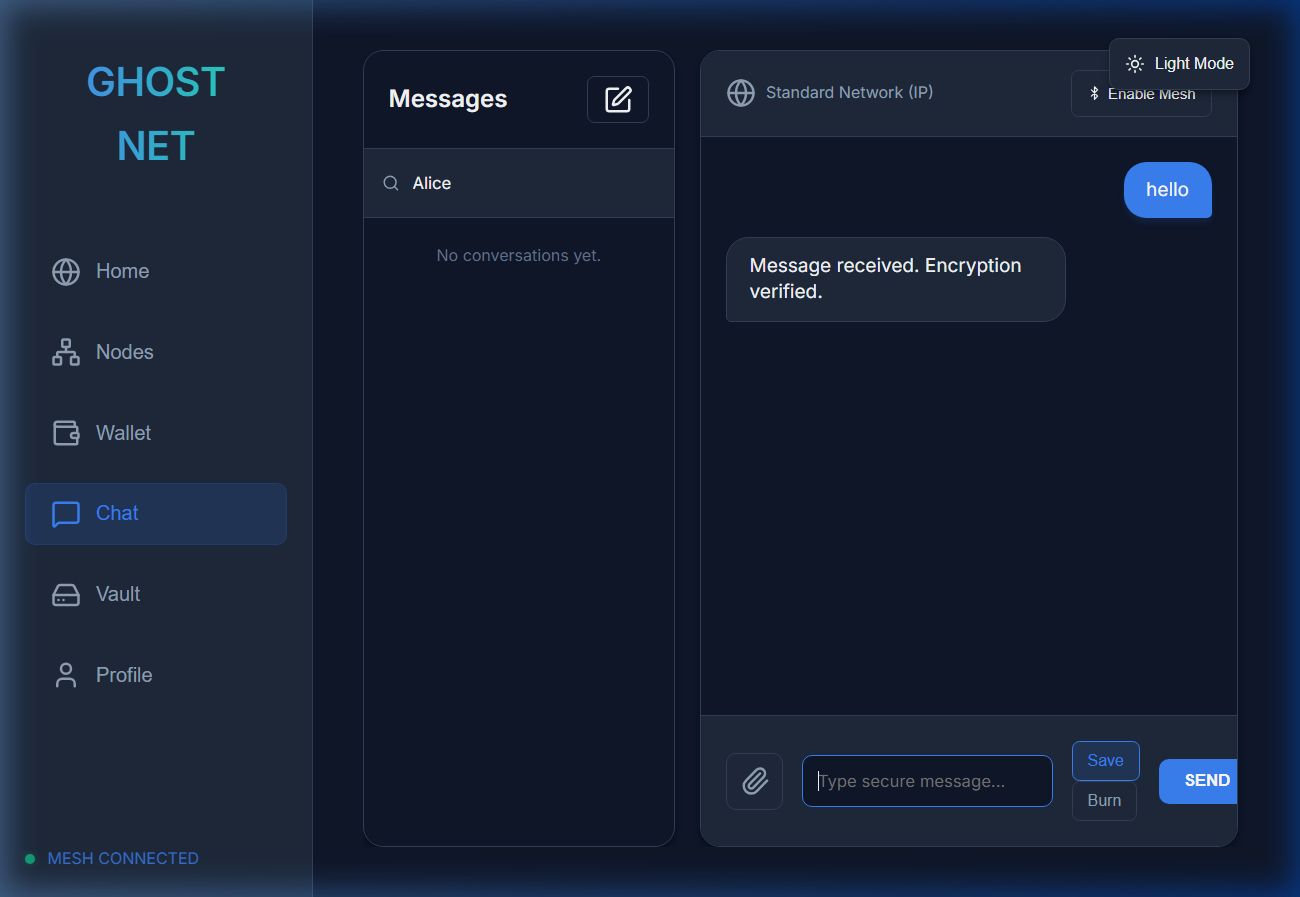 GHOST
NET
Home
Nodes
Wallet
Chat
Vault
Profile
MESH CONNECTED
Messages
Alice
No conversations yet.
Standard Network (IP)
Light Mode
Enable Mesh
hello
Message received. Encryption
verified.
Type secure message...
Save
Burn
SEND